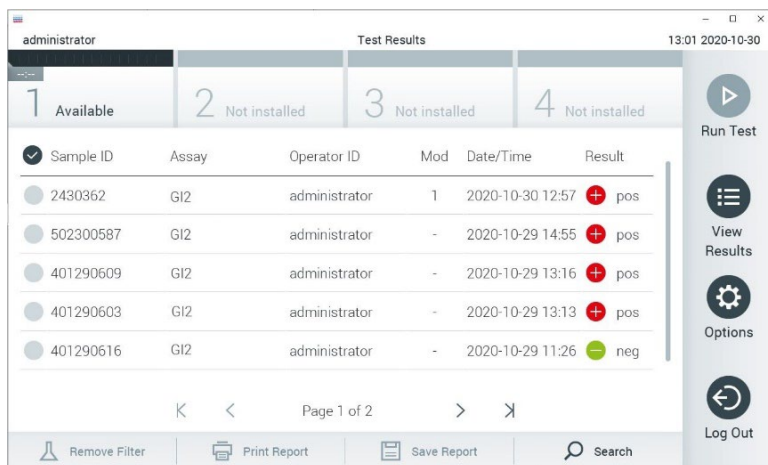 administrator Test Results 13:01 2020-10-30
--:--
1 Available 2 Not installed 3 Not installed 4 Not installed
Run Test
Sample ID Assay Operator ID Mod Date/Time Result
2430362 GI2 administrator 1 2020-10-30 12:57 pos
502300587 GI2 administrator - 2020-10-29 14:55 pos
View
Results
401290609 GI2 administrator - 2020-10-29 13:16 pos
401290603 GI2 administrator - 2020-10-29 13:13 pos
Options
401290616 GI2 administrator - 2020-10-29 11:26 neg
Page 1 of 2
Log Out
Remove Filter Print Report Save Report Search